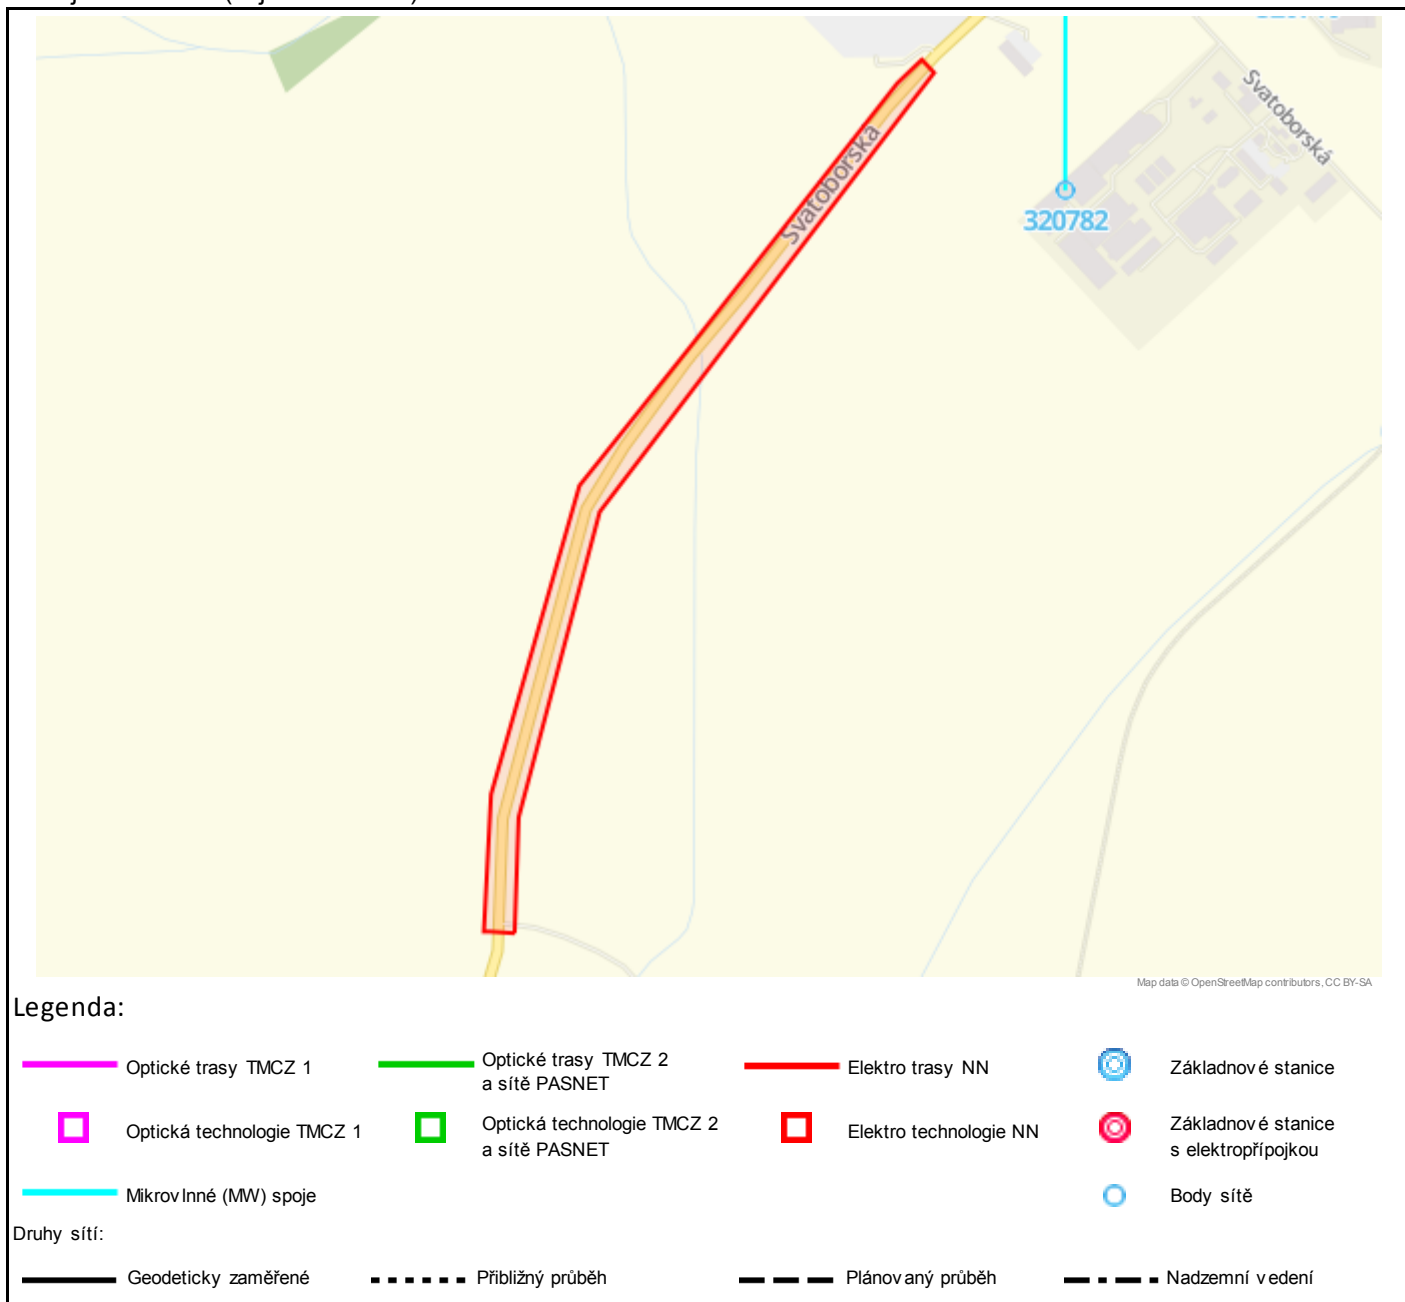 Svatoborská
Svatoborská
320782
Map data © OpenStreetMap contributors, CC BY-SA
Legenda:
Optické trasy TMCZ 1
Optické trasy TMCZ 2
a sítě PASNET
Elektro trasy NN
Základnové stanice
Optická technologie TMCZ 1
Optická technologie TMCZ 2
a sítě PASNET
Elektro technologie NN
Základnové stanice
s elektropřípojkou
Mikrovlnné (MW) spoje
Body sítě
Druhy sítí:
Geodeticky zaměřené
Přibližný průběh
Plánovaný průběh
Nadzemní vedení